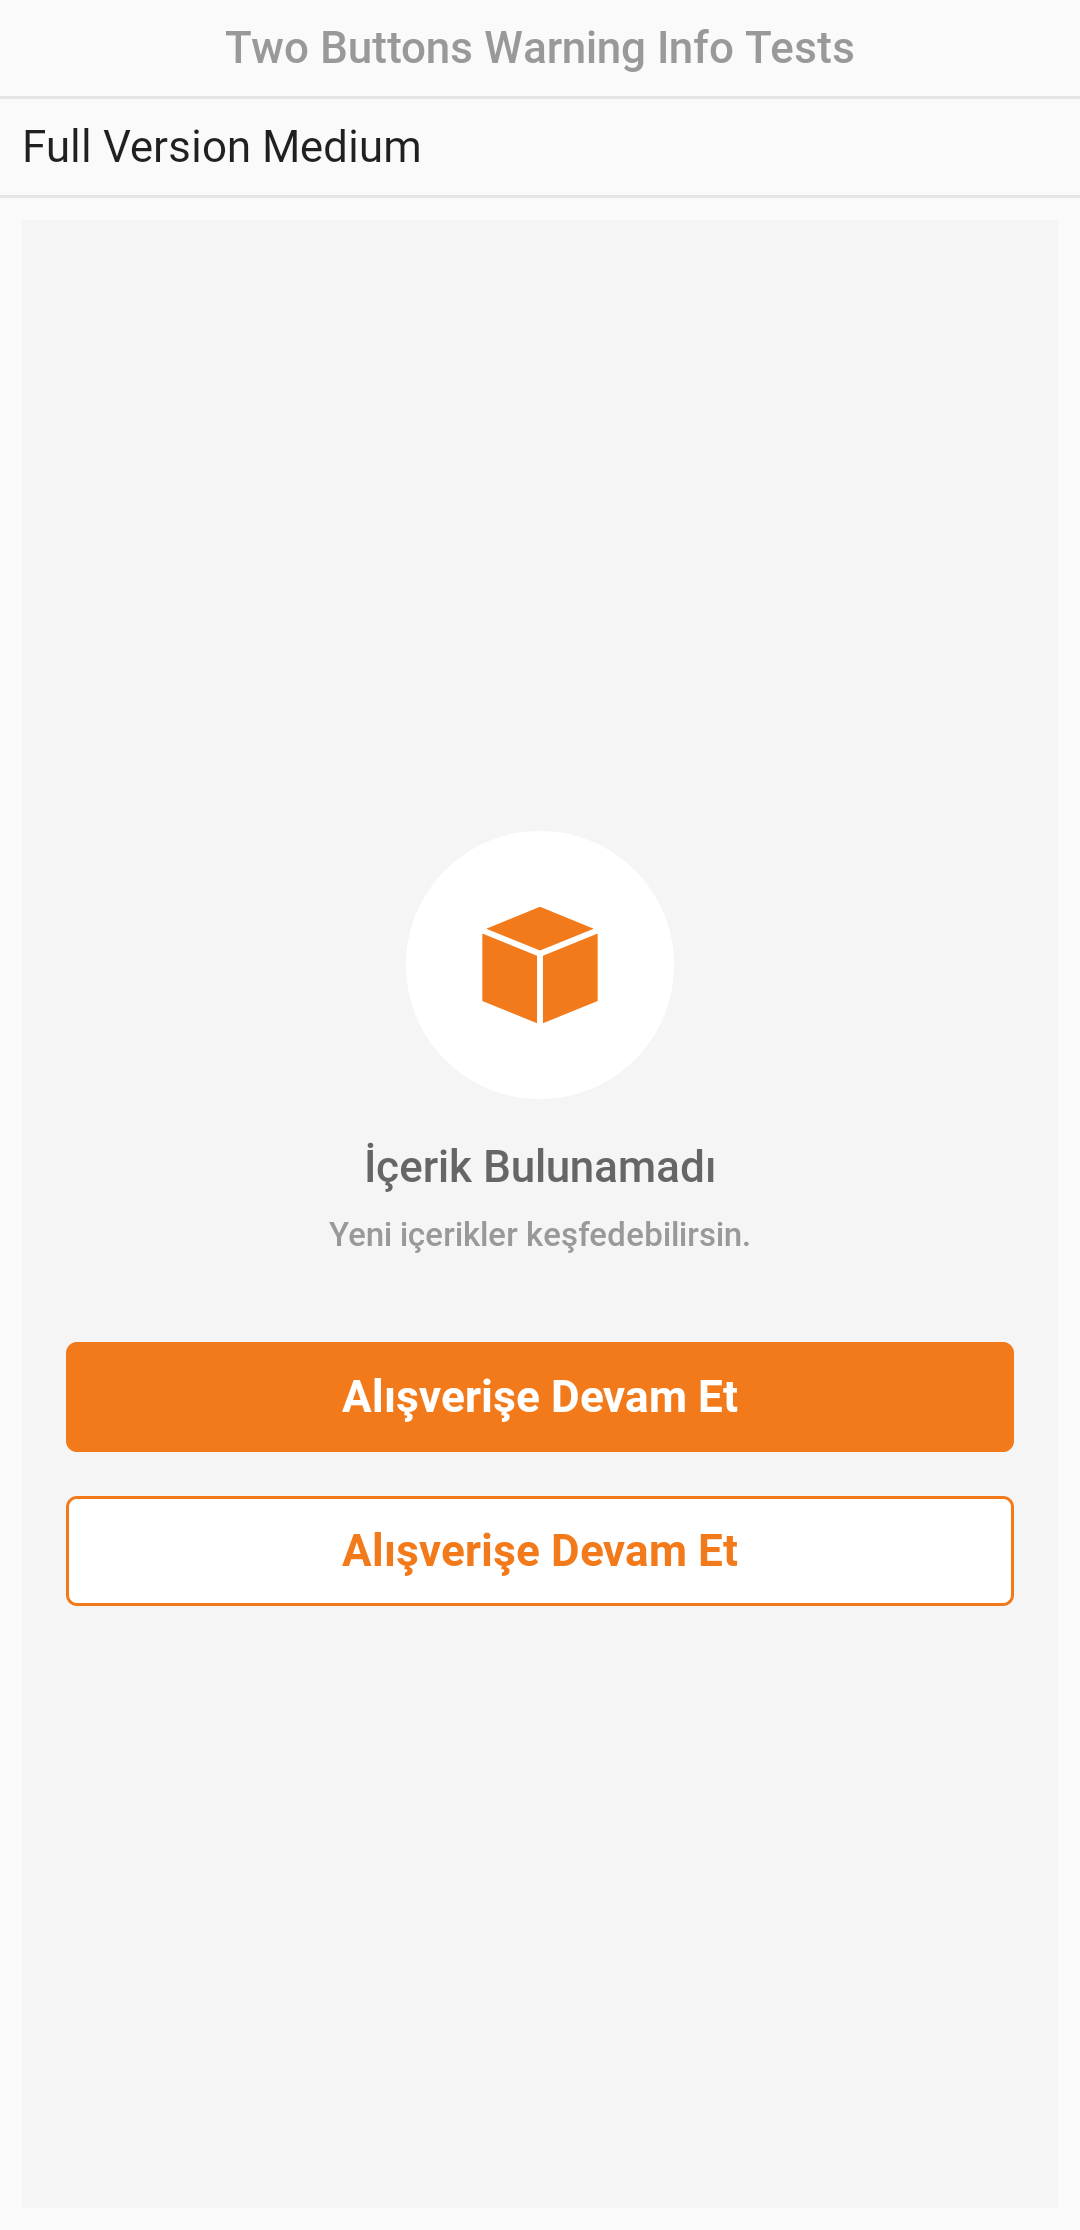 Two Buttons Warning Info Tests
Full Version Medium
İçerik Bulunamadı
Yeni içerikler keşfedebilirsin.
Alışverişe Devam Et
Alışverişe Devam Et